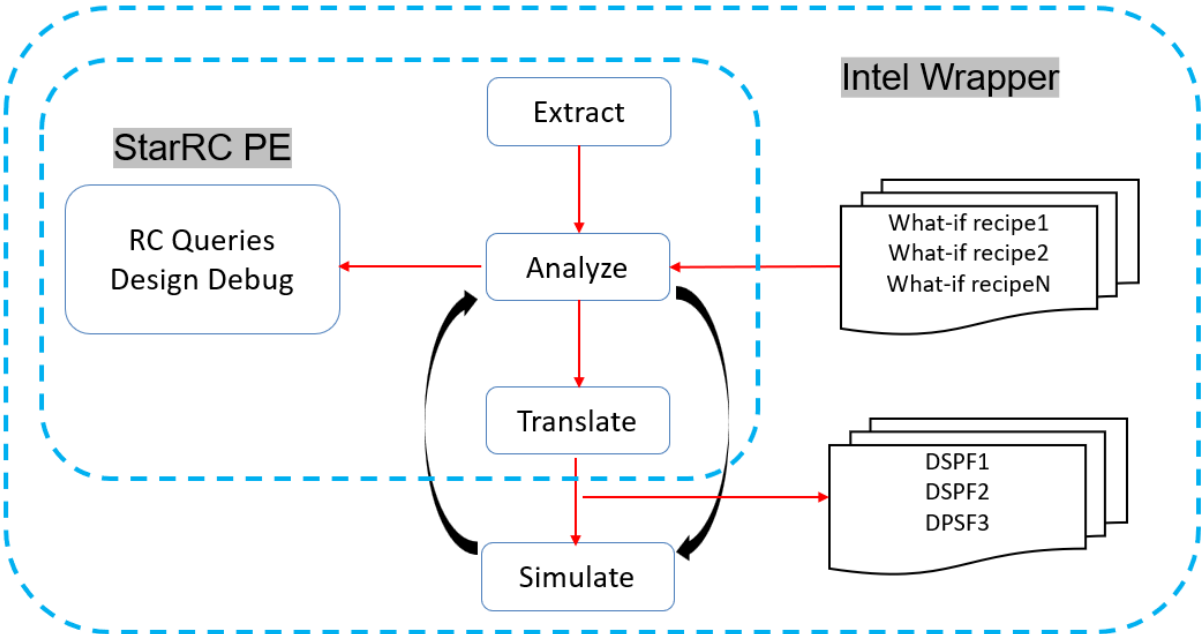 Intel Wrapper
StarRC PE
Extract
RC Queries
Design Debug
Analyze
What-if recipe1
What-if recipe2
What-if recipeN
Translate
DSPF1
DSPF2
DPSF3
Simulate